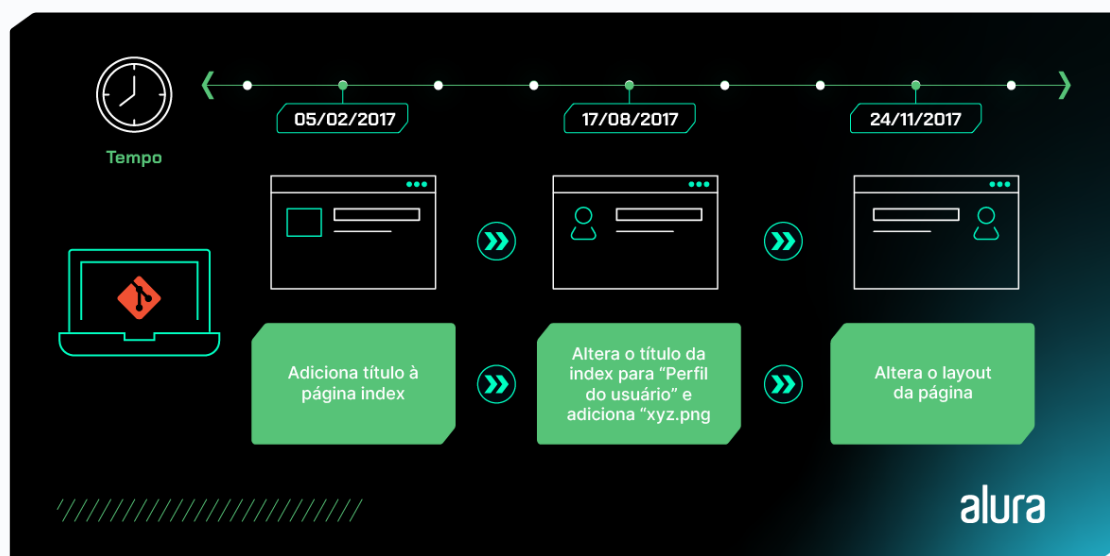 Tempo
05/02/2017
17/08/2017
24/11/2017
Adiciona título à
página index
Altera o título da
index para “Perfil
do usuário” e
adiciona “xyz.png
Altera o layout
da página
alura